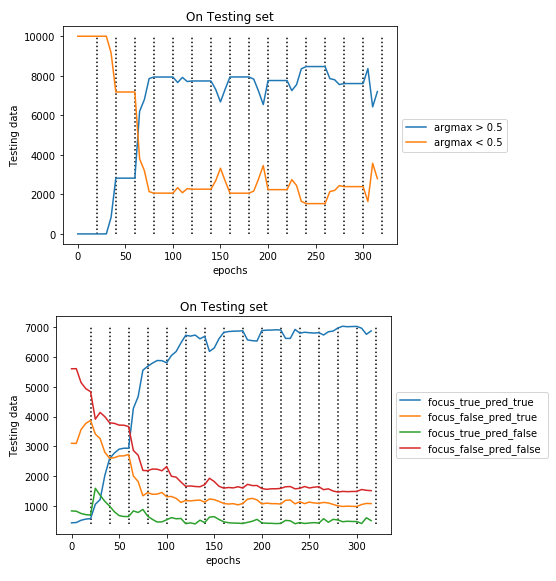 On Testing set
10000
8000
6000
4000
2000
0
Testing data
0 50 100 150 200 250 300
epochs
argmax > 0.5
argmax < 0.5
On Testing set
7000
6000
5000
4000
3000
2000
1000
Testing data
0 50 100 150 200 250 300
epochs
focus_true_pred_true
focus_false_pred_true
focus_true_pred_false
focus_false_pred_false